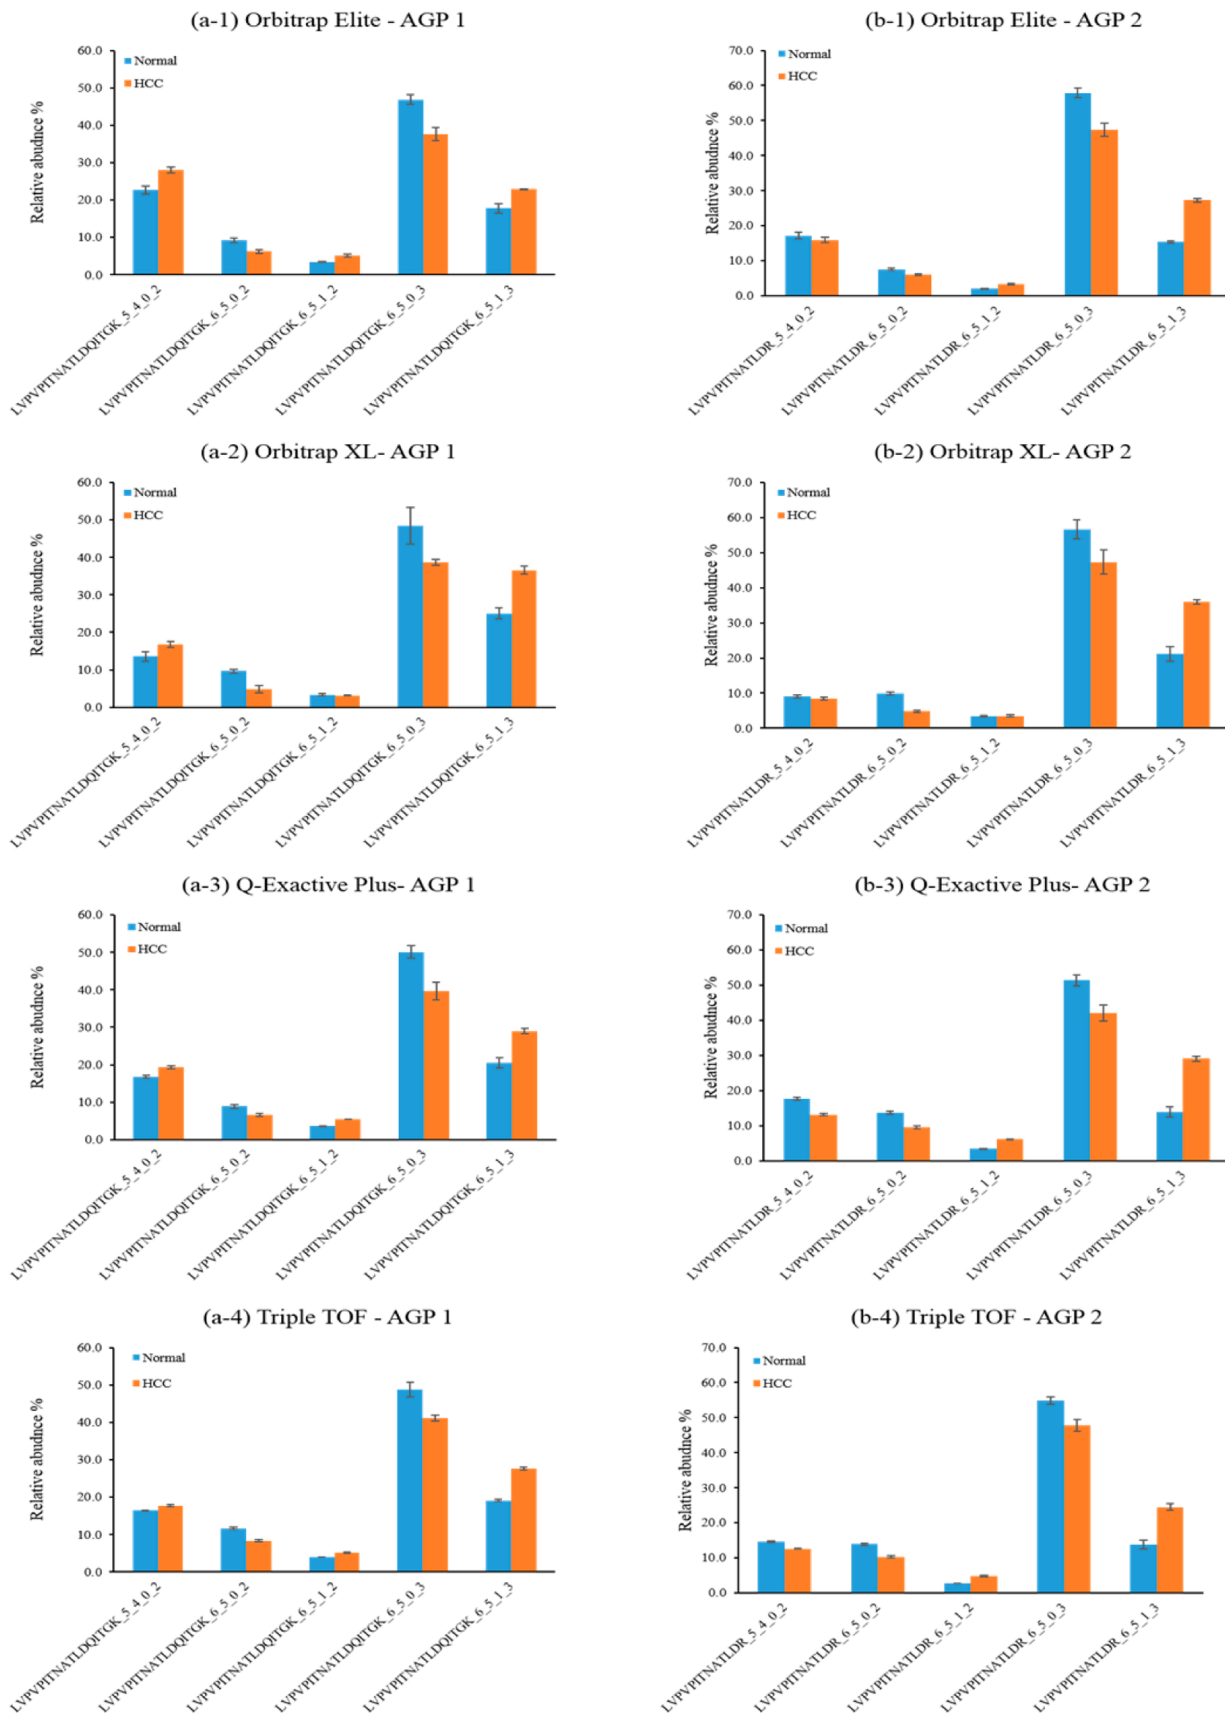 (a-1) Orbitrap Elite - AGP 1
60.0
50.0
40.0
30.0
20.0
10.0
0.0
Relative abudnce %
Normal
HCC
LVPVPITNATLDQITGK_5_4_0_2
LVPVPITNATLDQITGK_6_5_0_2
LVPVPITNATLDQITGK_6_5_1_2
LVPVPITNATLDQITGK_6_5_0_3
LVPVPITNATLDQITGK_6_5_1_3
(b-1) Orbitrap Elite - AGP 2
70.0
60.0
50.0
40.0
30.0
20.0
10.0
0.0
Relative abudnce %
Normal
HCC
LVPVPITNATLDR_5_4_0_2
LVPVPITNATLDR_6_5_0_2
LVPVPITNATLDR_6_5_1_2
LVPVPITNATLDR_6_5_0_3
LVPVPITNATLDR_6_5_1_3
(a-2) Orbitrap XL- AGP 1
60.0
50.0
40.0
30.0
20.0
10.0
0.0
Relative abudnce %
Normal
HCC
LVPVPITNATLDQITGK_5_4_0_2
LVPVPITNATLDQITGK_6_5_0_2
LVPVPITNATLDQITGK_6_5_1_2
LVPVPITNATLDQITGK_6_5_0_3
LVPVPITNATLDQITGK_6_5_1_3
(b-2) Orbitrap XL- AGP 2
70.0
60.0
50.0
40.0
30.0
20.0
10.0
0.0
Relative abudnce %
Normal
HCC
LVPVPITNATLDR_5_4_0_2
LVPVPITNATLDR_6_5_0_2
LVPVPITNATLDR_6_5_1_2
LVPVPITNATLDR_6_5_0_3
LVPVPITNATLDR_6_5_1_3
(a-3) Q-Exactive Plus- AGP 1
60.0
50.0
40.0
30.0
20.0
10.0
0.0
Relative abudnce %
Normal
HCC
LVPVPITNATLDQITGK_5_4_0_2
LVPVPITNATLDQITGK_6_5_0_2
LVPVPITNATLDQITGK_6_5_1_2
LVPVPITNATLDQITGK_6_5_0_3
LVPVPITNATLDQITGK_6_5_1_3
(b-3) Q-Exactive Plus- AGP 2
70.0
60.0
50.0
40.0
30.0
20.0
10.0
0.0
Relative abudnce %
Normal
HCC
LVPVPITNATLDR_5_4_0_2
LVPVPITNATLDR_6_5_0_2
LVPVPITNATLDR_6_5_1_2
LVPVPITNATLDR_6_5_0_3
LVPVPITNATLDR_6_5_1_3
(a-4) Triple TOF - AGP 1
60.0
50.0
40.0
30.0
20.0
10.0
0.0
Relative abudnce %
Normal
HCC
LVPVPITNATLDQITGK_5_4_0_2
LVPVPITNATLDQITGK_6_5_0_2
LVPVPITNATLDQITGK_6_5_1_2
LVPVPITNATLDQITGK_6_5_0_3
LVPVPITNATLDQITGK_6_5_1_3
(b-4) Triple TOF - AGP 2
70.0
60.0
50.0
40.0
30.0
20.0
10.0
0.0
Relative abudnce %
Normal
HCC
LVPVPITNATLDR_5_4_0_2
LVPVPITNATLDR_6_5_0_2
LVPVPITNATLDR_6_5_1_2
LVPVPITNATLDR_6_5_0_3
LVPVPITNATLDR_6_5_1_3